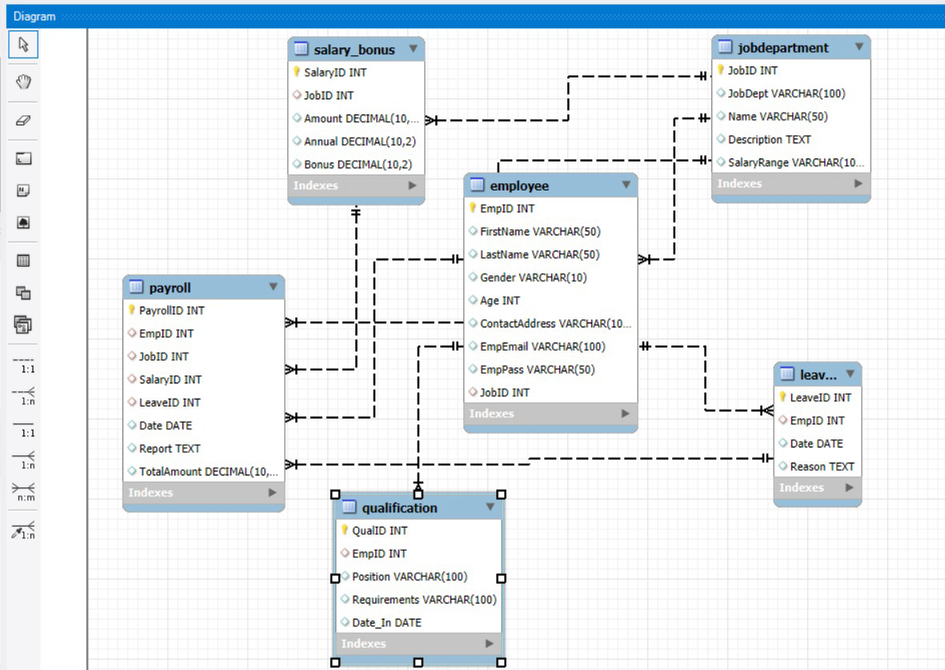 Diagram
salary_bonus
SalaryID INT
JobID INT
Amount DECIMAL(10,...
Annual DECIMAL(10,2)
Bonus DECIMAL(10,2)
Indexes
jobdepartment
JobID INT
JobDept VARCHAR(100)
Name VARCHAR(50)
Description TEXT
SalaryRange VARCHAR(10...
Indexes
employee
EmpID INT
FirstName VARCHAR(50)
LastName VARCHAR(50)
Gender VARCHAR(10)
Age INT
ContactAddress VARCHAR(10...
EmpEmail VARCHAR(100)
EmpPass VARCHAR(50)
JobID INT
Indexes
payroll
PayrollID INT
EmpID INT
JobID INT
SalaryID INT
LeaveID INT
Date DATE
Report TEXT
TotalAmount DECIMAL(10,...
Indexes
leav...
LeaveID INT
EmpID INT
Date DATE
Reason TEXT
Indexes
qualification
QualID INT
EmpID INT
Position VARCHAR(100)
Requirements VARCHAR(100)
Date_In DATE
Indexes
1:1
1:n
1:1
1:n
n:m
1:n